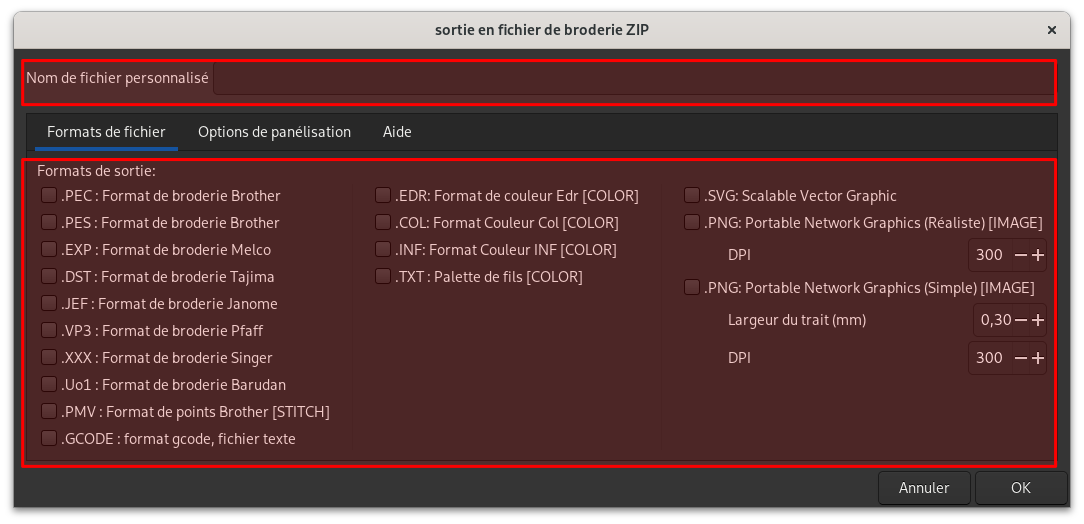 sortie en fichier de broderie ZIP
Nom de fichier personnalisé
Formats de fichier Options de panélisation Aide
Formats de sortie:
.PEC : Format de broderie Brother
.PES : Format de broderie Brother
.EXP : Format de broderie Melco
.DST : Format de broderie Tajima
.JEF : Format de broderie Janome
.VP3 : Format de broderie Pfaff
.XXX : Format de broderie Singer
.U01 : Format de broderie Barudan
.PMV : Format de points Brother [STITCH]
.GCODE : format gcode, fichier texte
.EDR: Format de couleur Edr [COLOR]
.COL: Format Couleur Col [COLOR]
.INF: Format Couleur INF [COLOR]
.TXT : Palette de fils [COLOR]
.SVG: Scalable Vector Graphic
.PNG: Portable Network Graphics (Réaliste) [IMAGE]
DPI 300
.PNG: Portable Network Graphics (Simple) [IMAGE]
Largeur du trait (mm) 0,30
DPI 300
Annuler OK